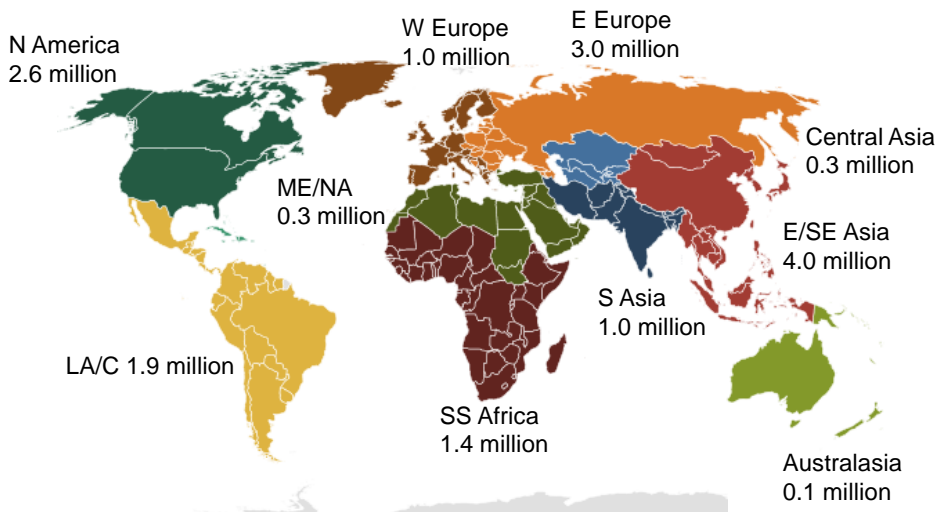 N America
2.6 million
W Europe
1.0 million
E Europe
3.0 million
Central Asia
0.3 million
ME/NA
0.3 million
E/SE Asia
4.0 million
S Asia
1.0 million
LA/C 1.9 million
SS Africa
1.4 million
Australasia
0.1 million